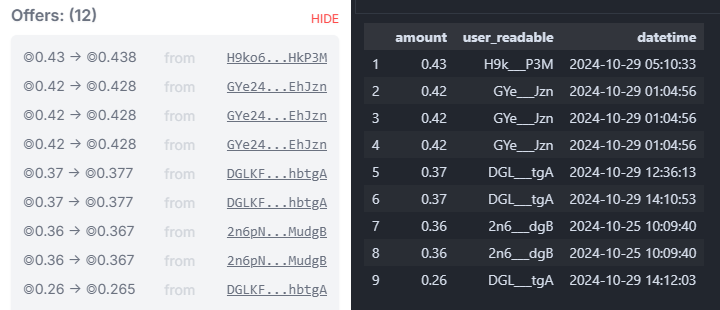 Offers: (12)
HIDE
◎0.43 → ◎0.438 from H9ko6...HkP3M
◎0.42 → ◎0.428 from GYe24...EhJzn
◎0.42 → ◎0.428 from GYe24...EhJzn
◎0.42 → ◎0.428 from GYe24...EhJzn
◎0.37 → ◎0.377 from DGLKF...hbtgA
◎0.37 → ◎0.377 from DGLKF...hbtgA
◎0.36 → ◎0.367 from 2n6pN...MudgB
◎0.36 → ◎0.367 from 2n6pN...MudgB
◎0.26 → ◎0.265 from DGLKF...hbtgA
amount user_readable datetime
1 0.43 H9k___P3M 2024-10-29 05:10:33
2 0.42 GYe___Jzn 2024-10-29 01:04:56
3 0.42 GYe___Jzn 2024-10-29 01:04:56
4 0.42 GYe___Jzn 2024-10-29 01:04:56
5 0.37 DGL___tgA 2024-10-29 12:36:13
6 0.37 DGL___tgA 2024-10-29 14:10:53
7 0.36 2n6___dgB 2024-10-25 10:09:40
8 0.36 2n6___dgB 2024-10-25 10:09:40
9 0.26 DGL___tgA 2024-10-29 14:12:03